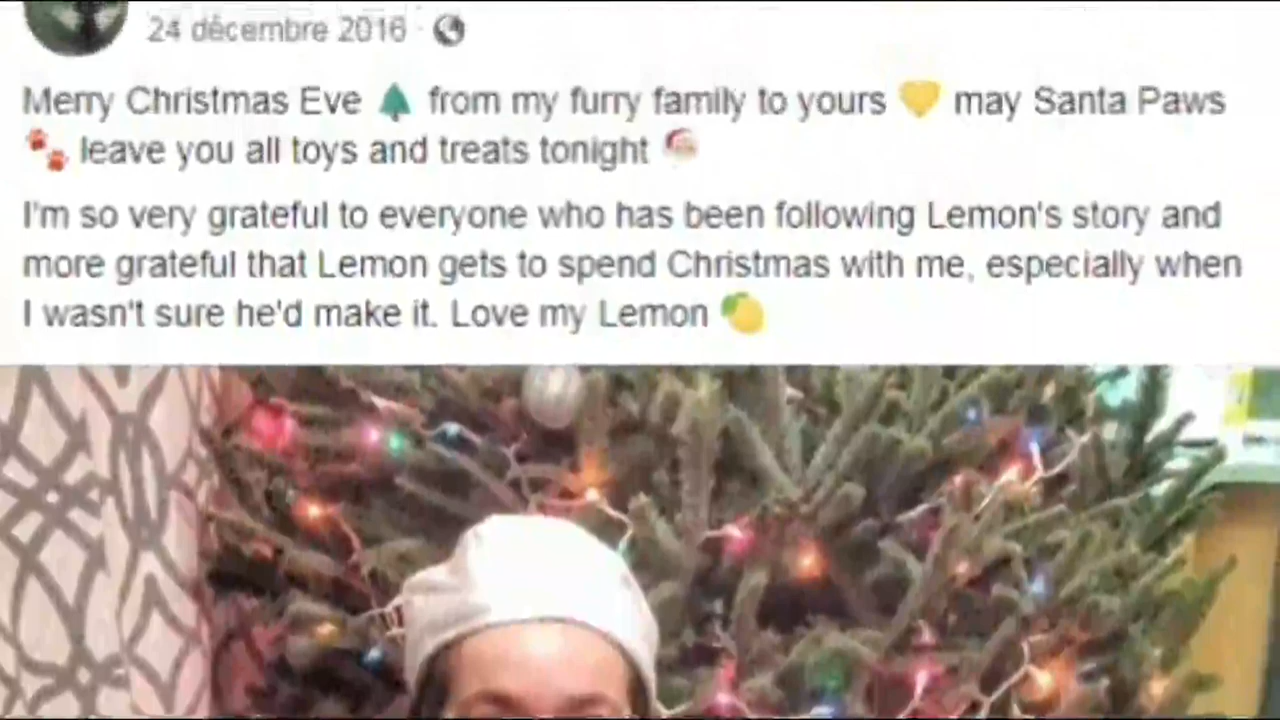 24 décembre 2016 ·
Merry Christmas Eve 🌲 from my furry family to yours 💛 may Santa Paws
🐾 leave you all toys and treats tonight 🎅
I'm so very grateful to everyone who has been following Lemon's story and
more grateful that Lemon gets to spend Christmas with me, especially when
I wasn't sure he'd make it. Love my Lemon 🍋